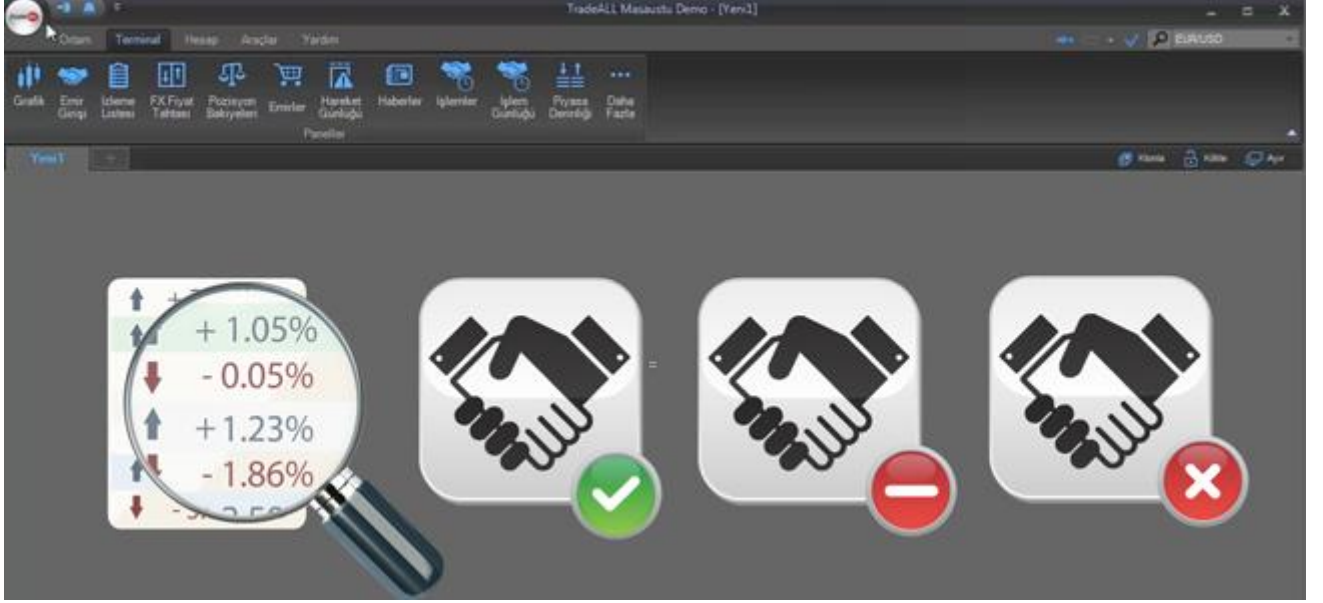 TradeALL Masaustu Demo - [Yeni1]
Ortam Terminal Hesap Araçlar Yardım
EUR/USD
Grafik Emir Girişi İzleme Listesi FX Fiyat Tahtası Pozisyon Bakiyeleri Emirler Hareket Günlüğü Haberler İşlemler İşlem Günlüğü Piyasa Derinliği Daha Fazla
Paneller
Yeni1 + Klonla Kilitle Ayır
+ 1.05%
- 0.05%
+1.23%
- 1.86%
=